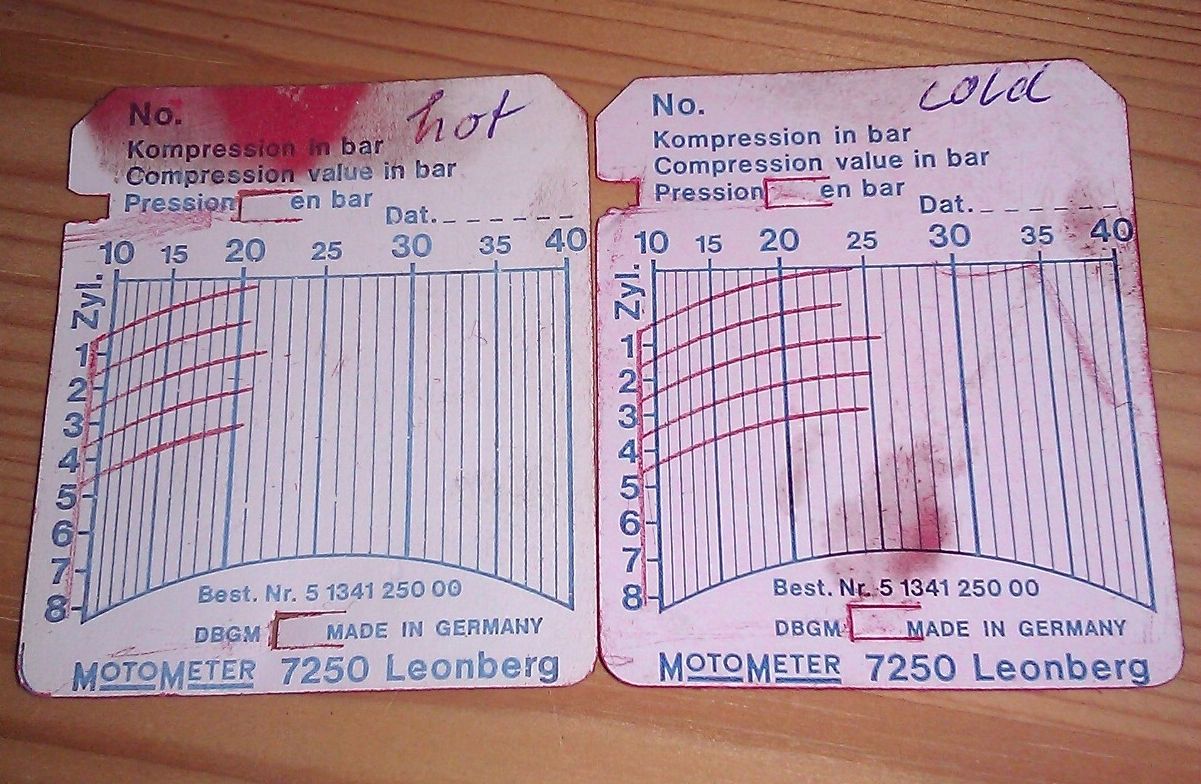 No. hot
Kompression in bar
Compression value in bar
Pression en bar
Dat.
10 15 20 25 30 35 40
Zyl.
1
2
3
4
5
6
7
8
Best. Nr. 5 1341 250 00
DBGM MADE IN GERMANY
MOTOMETER 7250 Leonberg
No. cold
Kompression in bar
Compression value in bar
Pression en bar
Dat.
10 15 20 25 30 35 40
Zyl.
1
2
3
4
5
6
7
8
Best. Nr. 5 1341 250 00
DBGM MADE IN GERMANY
MOTOMETER 7250 Leonberg